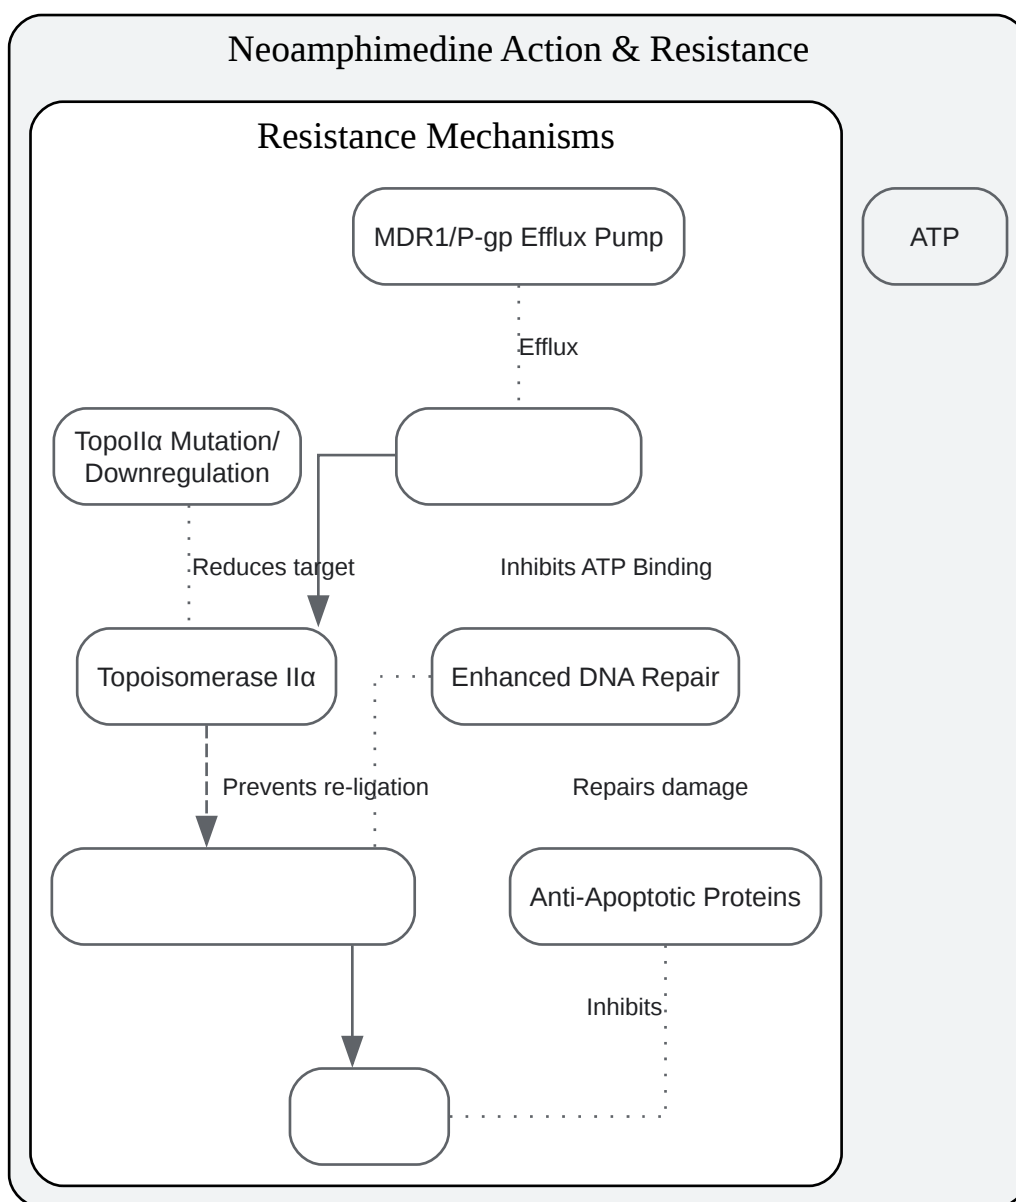 Neoamphimedine Action & Resistance
Resistance Mechanisms
MDR1/P-gp Efflux Pump
ATP
Efflux
TopoIIα Mutation/
Downregulation
Reduces target
Inhibits ATP Binding
Topoisomerase IIα
Enhanced DNA Repair
Prevents re-ligation
Repairs damage
Anti-Apoptotic Proteins
Inhibits